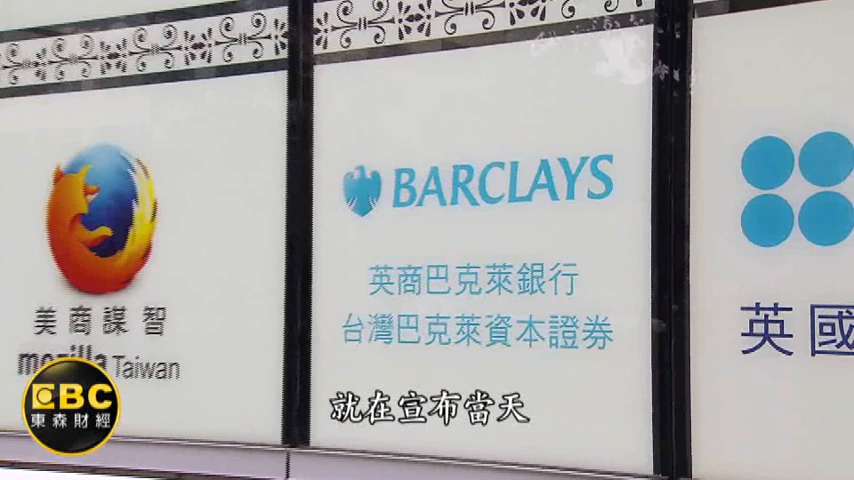 美商謀智
mozilla Taiwan
BARCLAYS
英商巴克萊銀行
台灣巴克萊資本證券
英國
EBC
東森財經
就在宣布當天